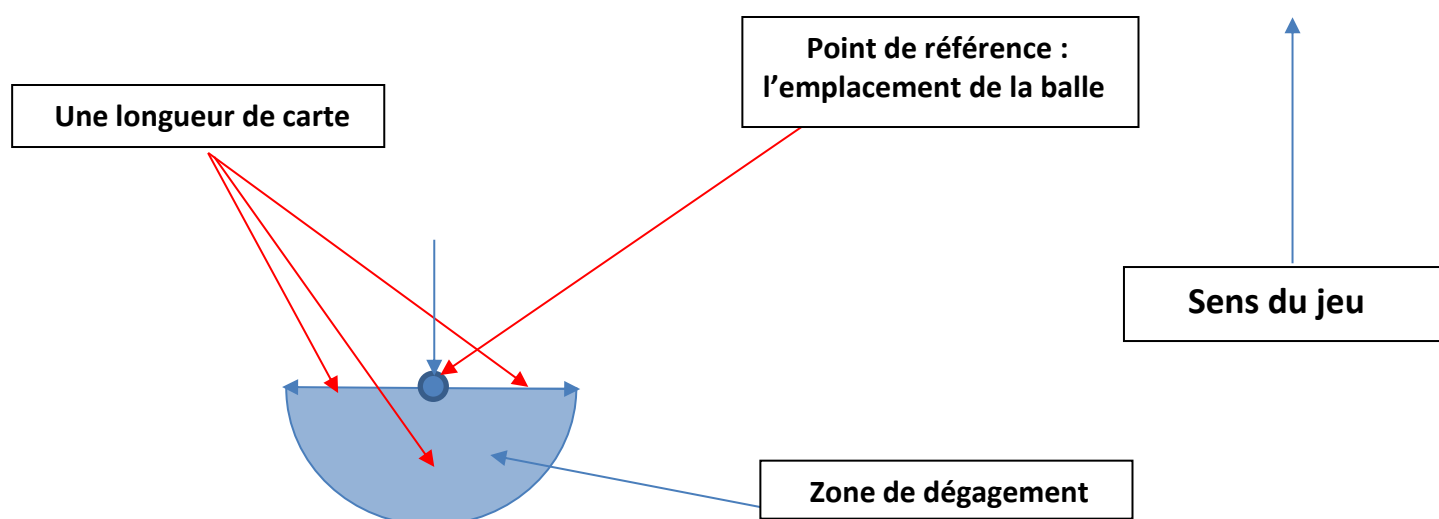 Point de référence :
l’emplacement de la balle
Une longueur de carte
Sens du jeu
Zone de dégagement